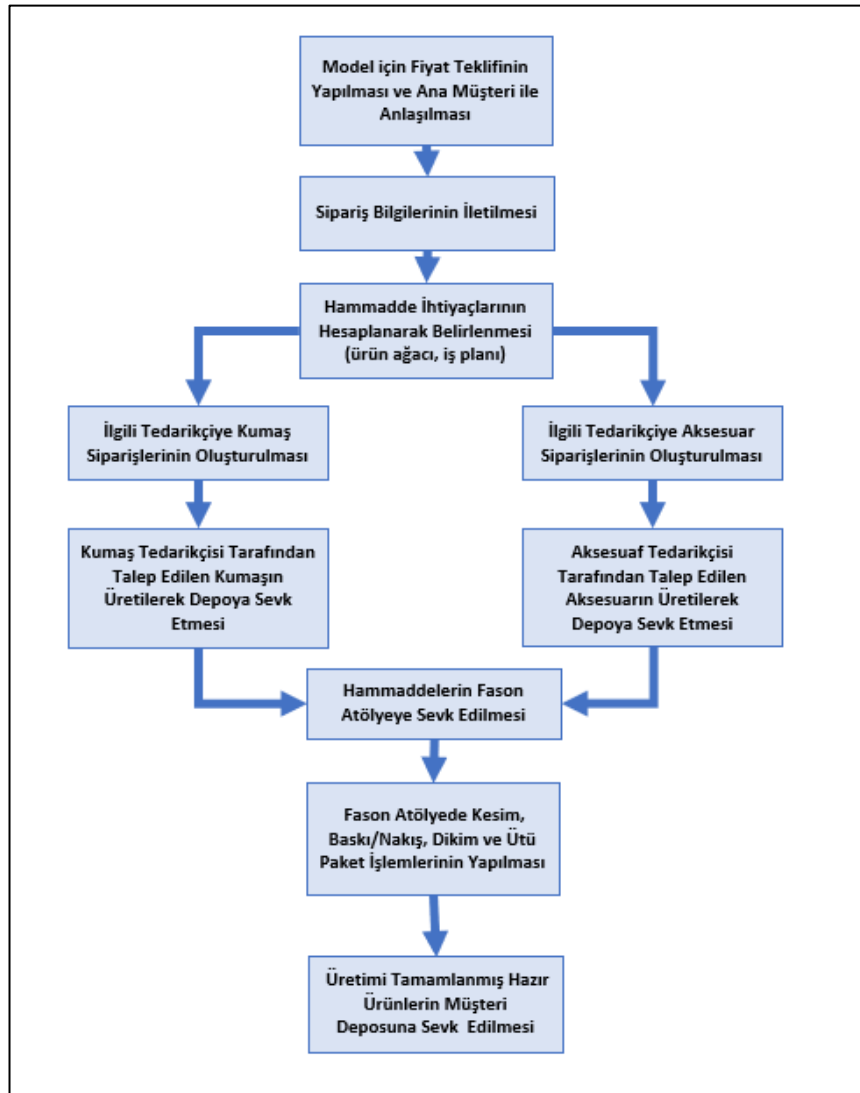 Model için Fiyat Teklifinin
Yapılması ve Ana Müşteri ile
Anlaşılması
Sipariş Bilgilerinin İletilmesi
Hammadde İhtiyaçlarının
Hesaplanarak Belirlenmesi
(ürün ağacı, iş planı)
İlgili Tedarikçiye Kumaş
Siparişlerinin Oluşturulması
İlgili Tedarikçiye Aksesuar
Siparişlerinin Oluşturulması
Kumaş Tedarikçisi Tarafından
Talep Edilen Kumaşın
Üretilerek Depoya Sevk
Etmesi
Aksesuaf Tedarikçisi
Tarafından Talep Edilen
Aksesuarın Üretilerek
Depoya Sevk Etmesi
Hammaddelerin Fason
Atölyeye Sevk Edilmesi
Fason Atölyede Kesim,
Baskı/Nakış, Dikim ve Ütü
Paket İşlemlerinin Yapılması
Üretimi Tamamlanmış Hazır
Ürünlerin Müşteri
Deposuna Sevk Edilmesi